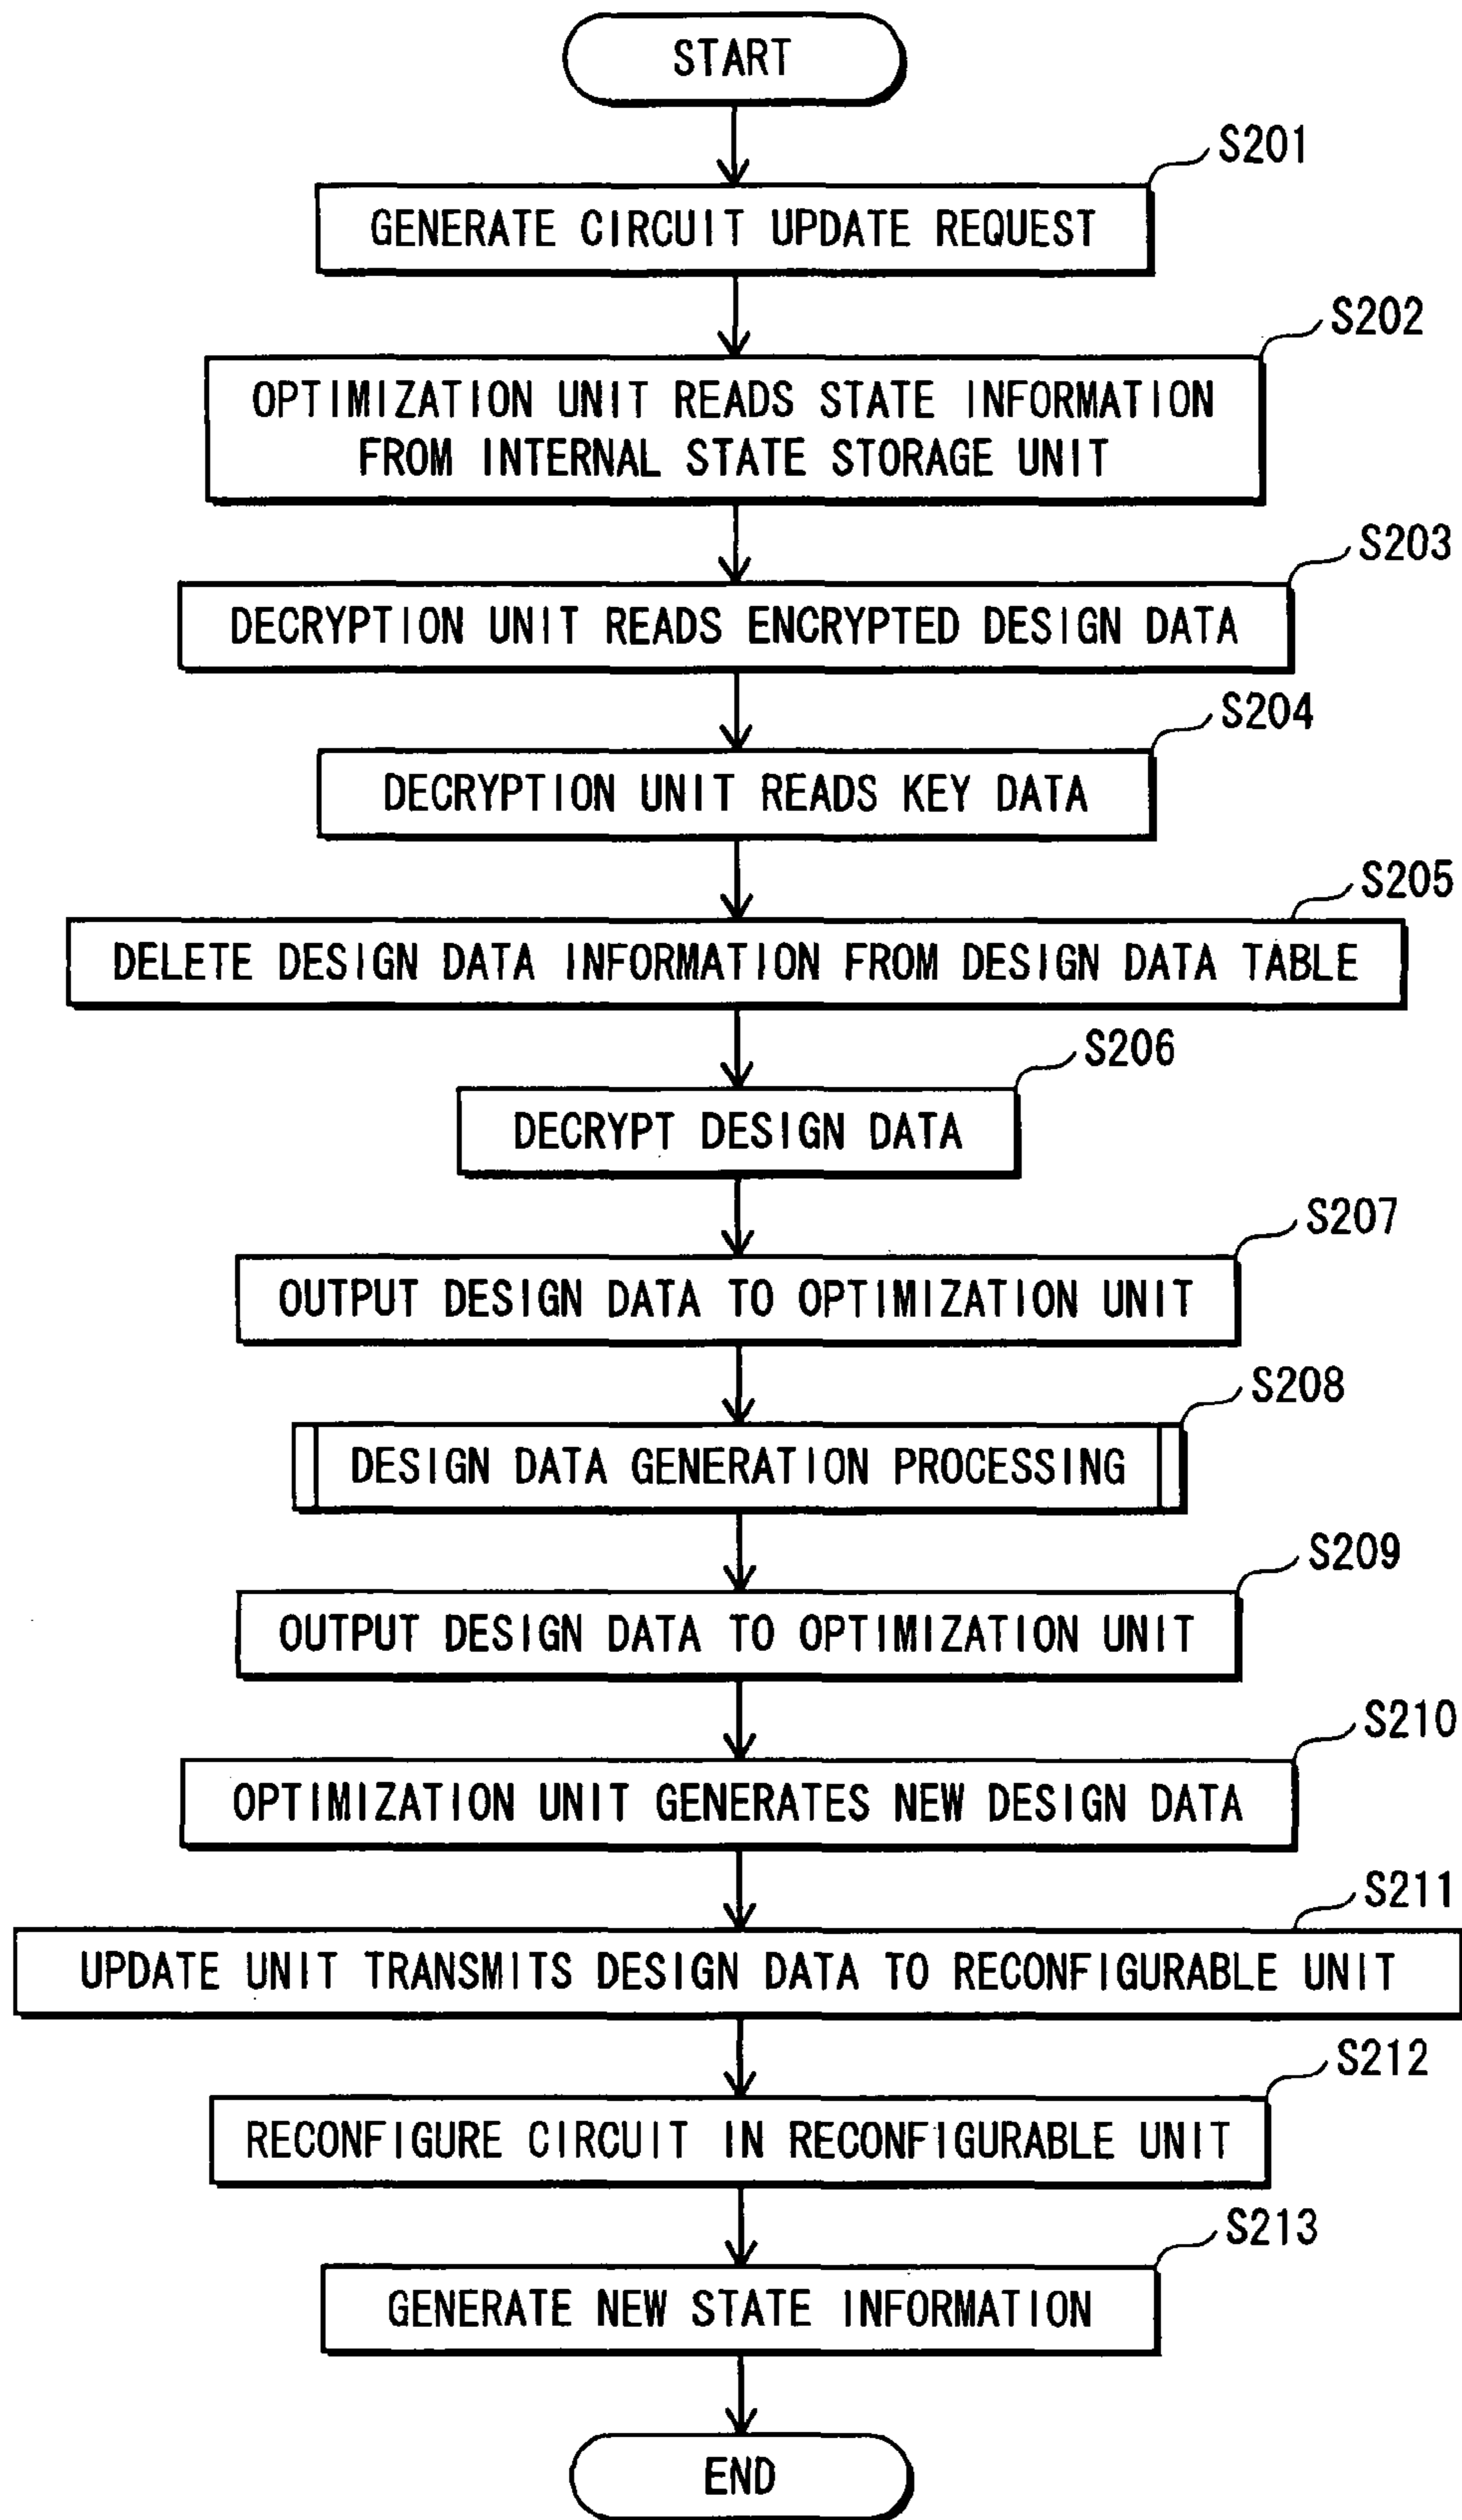 START
S201
GENERATE CIRCUIT UPDATE REQUEST
S202
OPTIMIZATION UNIT READS STATE INFORMATION
FROM INTERNAL STATE STORAGE UNIT
S203
DECRYPTION UNIT READS ENCRYPTED DESIGN DATA
S204
DECRYPTION UNIT READS KEY DATA
S205
DELETE DESIGN DATA INFORMATION FROM DESIGN DATA TABLE
S206
DECRYPT DESIGN DATA
S207
OUTPUT DESIGN DATA TO OPTIMIZATION UNIT
S208
DESIGN DATA GENERATION PROCESSING
S209
OUTPUT DESIGN DATA TO OPTIMIZATION UNIT
S210
OPTIMIZATION UNIT GENERATES NEW DESIGN DATA
S211
UPDATE UNIT TRANSMITS DESIGN DATA TO RECONFIGURABLE UNIT
S212
RECONFIGURE CIRCUIT IN RECONFIGURABLE UNIT
S213
GENERATE NEW STATE INFORMATION
END